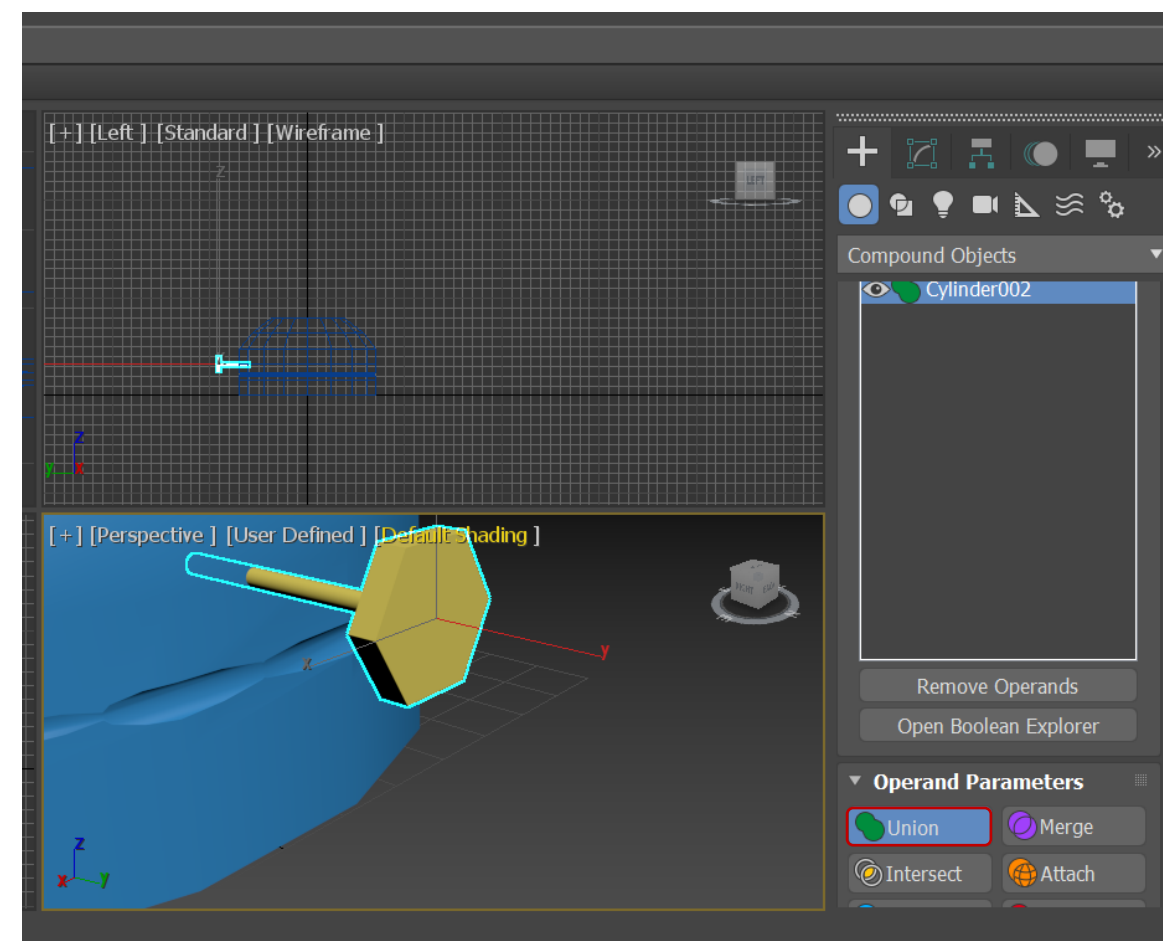 [+] [Left ] [Standard ] [Wireframe ]
Z
LEFT
Z
y x
[+] [Perspective ] [User Defined ] [Default Shading ]
x
y
Z
x y
»
Compound Objects
Cylinder002
Remove Operands
Open Boolean Explorer
Operand Parameters
Union
Merge
Intersect
Attach